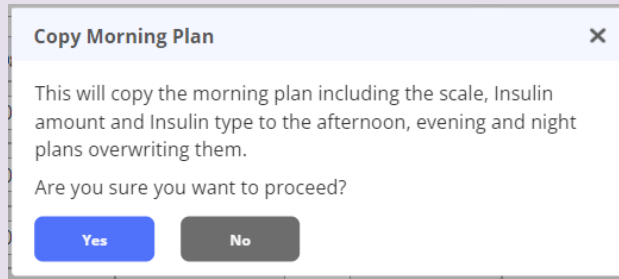 Copy Morning Plan
This will copy the morning plan including the scale, Insulin
amount and Insulin type to the afternoon, evening and night
plans overwriting them.
Are you sure you want to proceed?
Yes
No